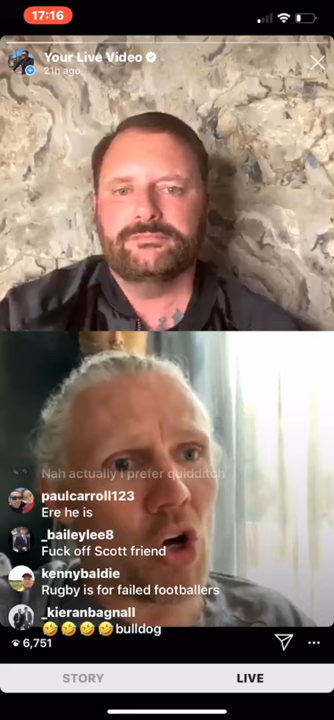 17:16
Your Live Video
21h ago
Nah actually I prefer quidditch
paulcarroll123
Ere he is
_baileylee8
Fuck off Scott friend
kennybaldie
Rugby is for failed footballers
_kieranbagnall
🤣🤣🤣🤣bulldog
6,751
STORY
LIVE